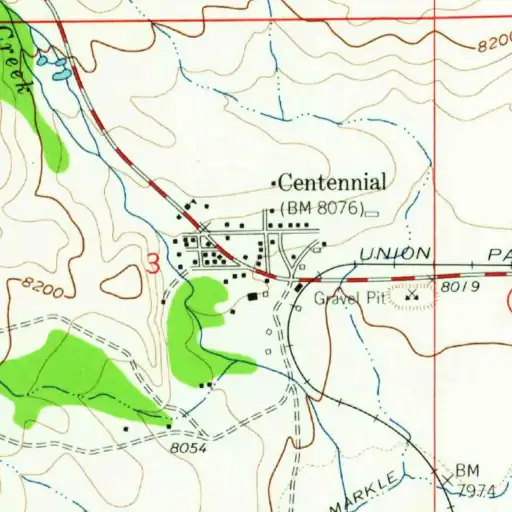 Creek
8200
Centennial
(BM 8076)
UNION PA
3
8200
Gravel Pit
8019
8054
BM
7974
MARKLE